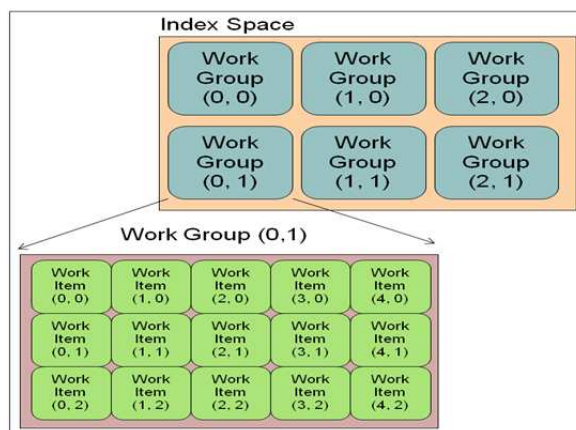 Index Space
Work Work Work
Group Group Group
(0, 0) (1, 0) (2, 0)
Work Work Work
Group Group Group
(0, 1) (1, 1) (2, 1)
Work Group (0,1)
Work Work Work Work Work
Item Item Item Item Item
(0, 0) (1, 0) (2, 0) (3, 0) (4, 0)
Work Work Work Work Work
Item Item Item Item Item
(0, 1) (1, 1) (2, 1) (3, 1) (4, 1)
Work Work Work Work Work
Item Item Item Item Item
(0, 2) (1, 2) (2, 2) (3, 2) (4, 2)